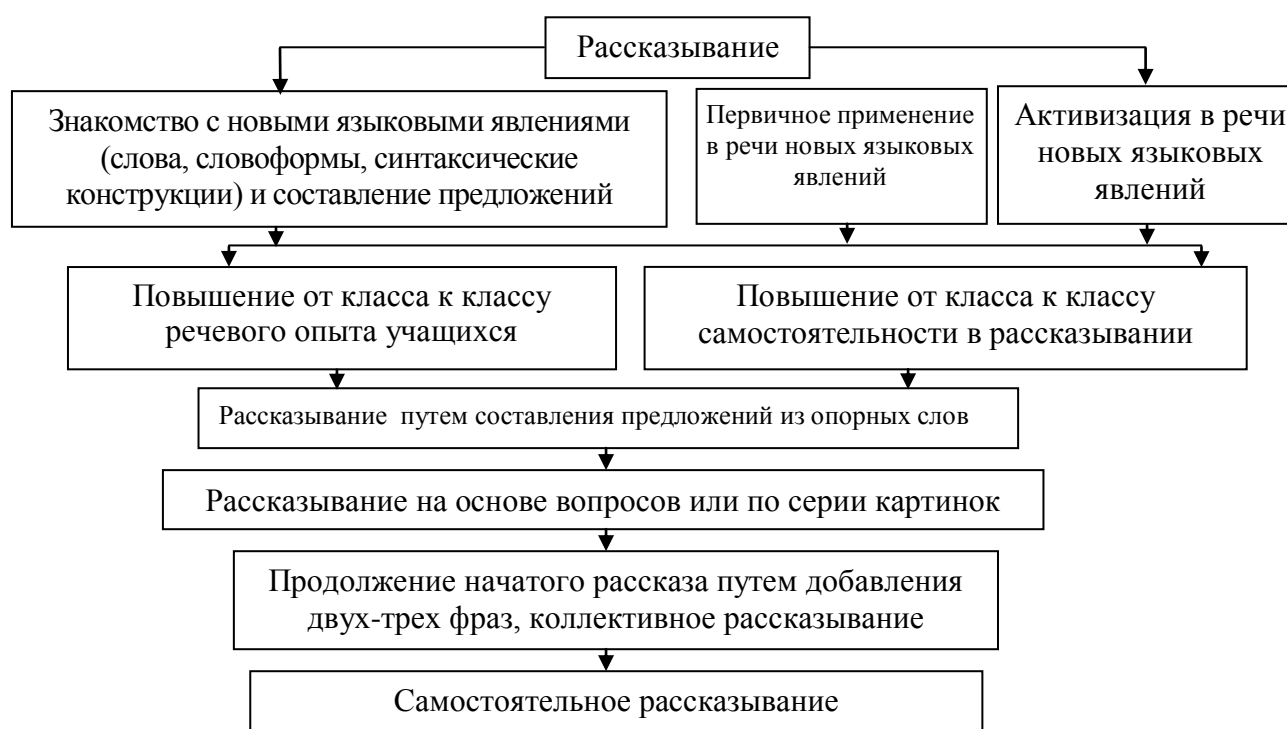 Рассказывание
Знакомство с новыми языковыми явлениями
(слова, словоформы, синтаксические
конструкции) и составление предложений
Первичное применение
в речи новых языковых
явлений
Активизация в речи
новых языковых
явлений
Повышение от класса к классу
речевого опыта учащихся
Повышение от класса к классу
самостоятельности в рассказывании
Рассказывание путем составления предложений из опорных слов
Рассказывание на основе вопросов или по серии картинок
Продолжение начатого рассказа путем добавления
двух-трех фраз, коллективное рассказывание
Самостоятельное рассказывание